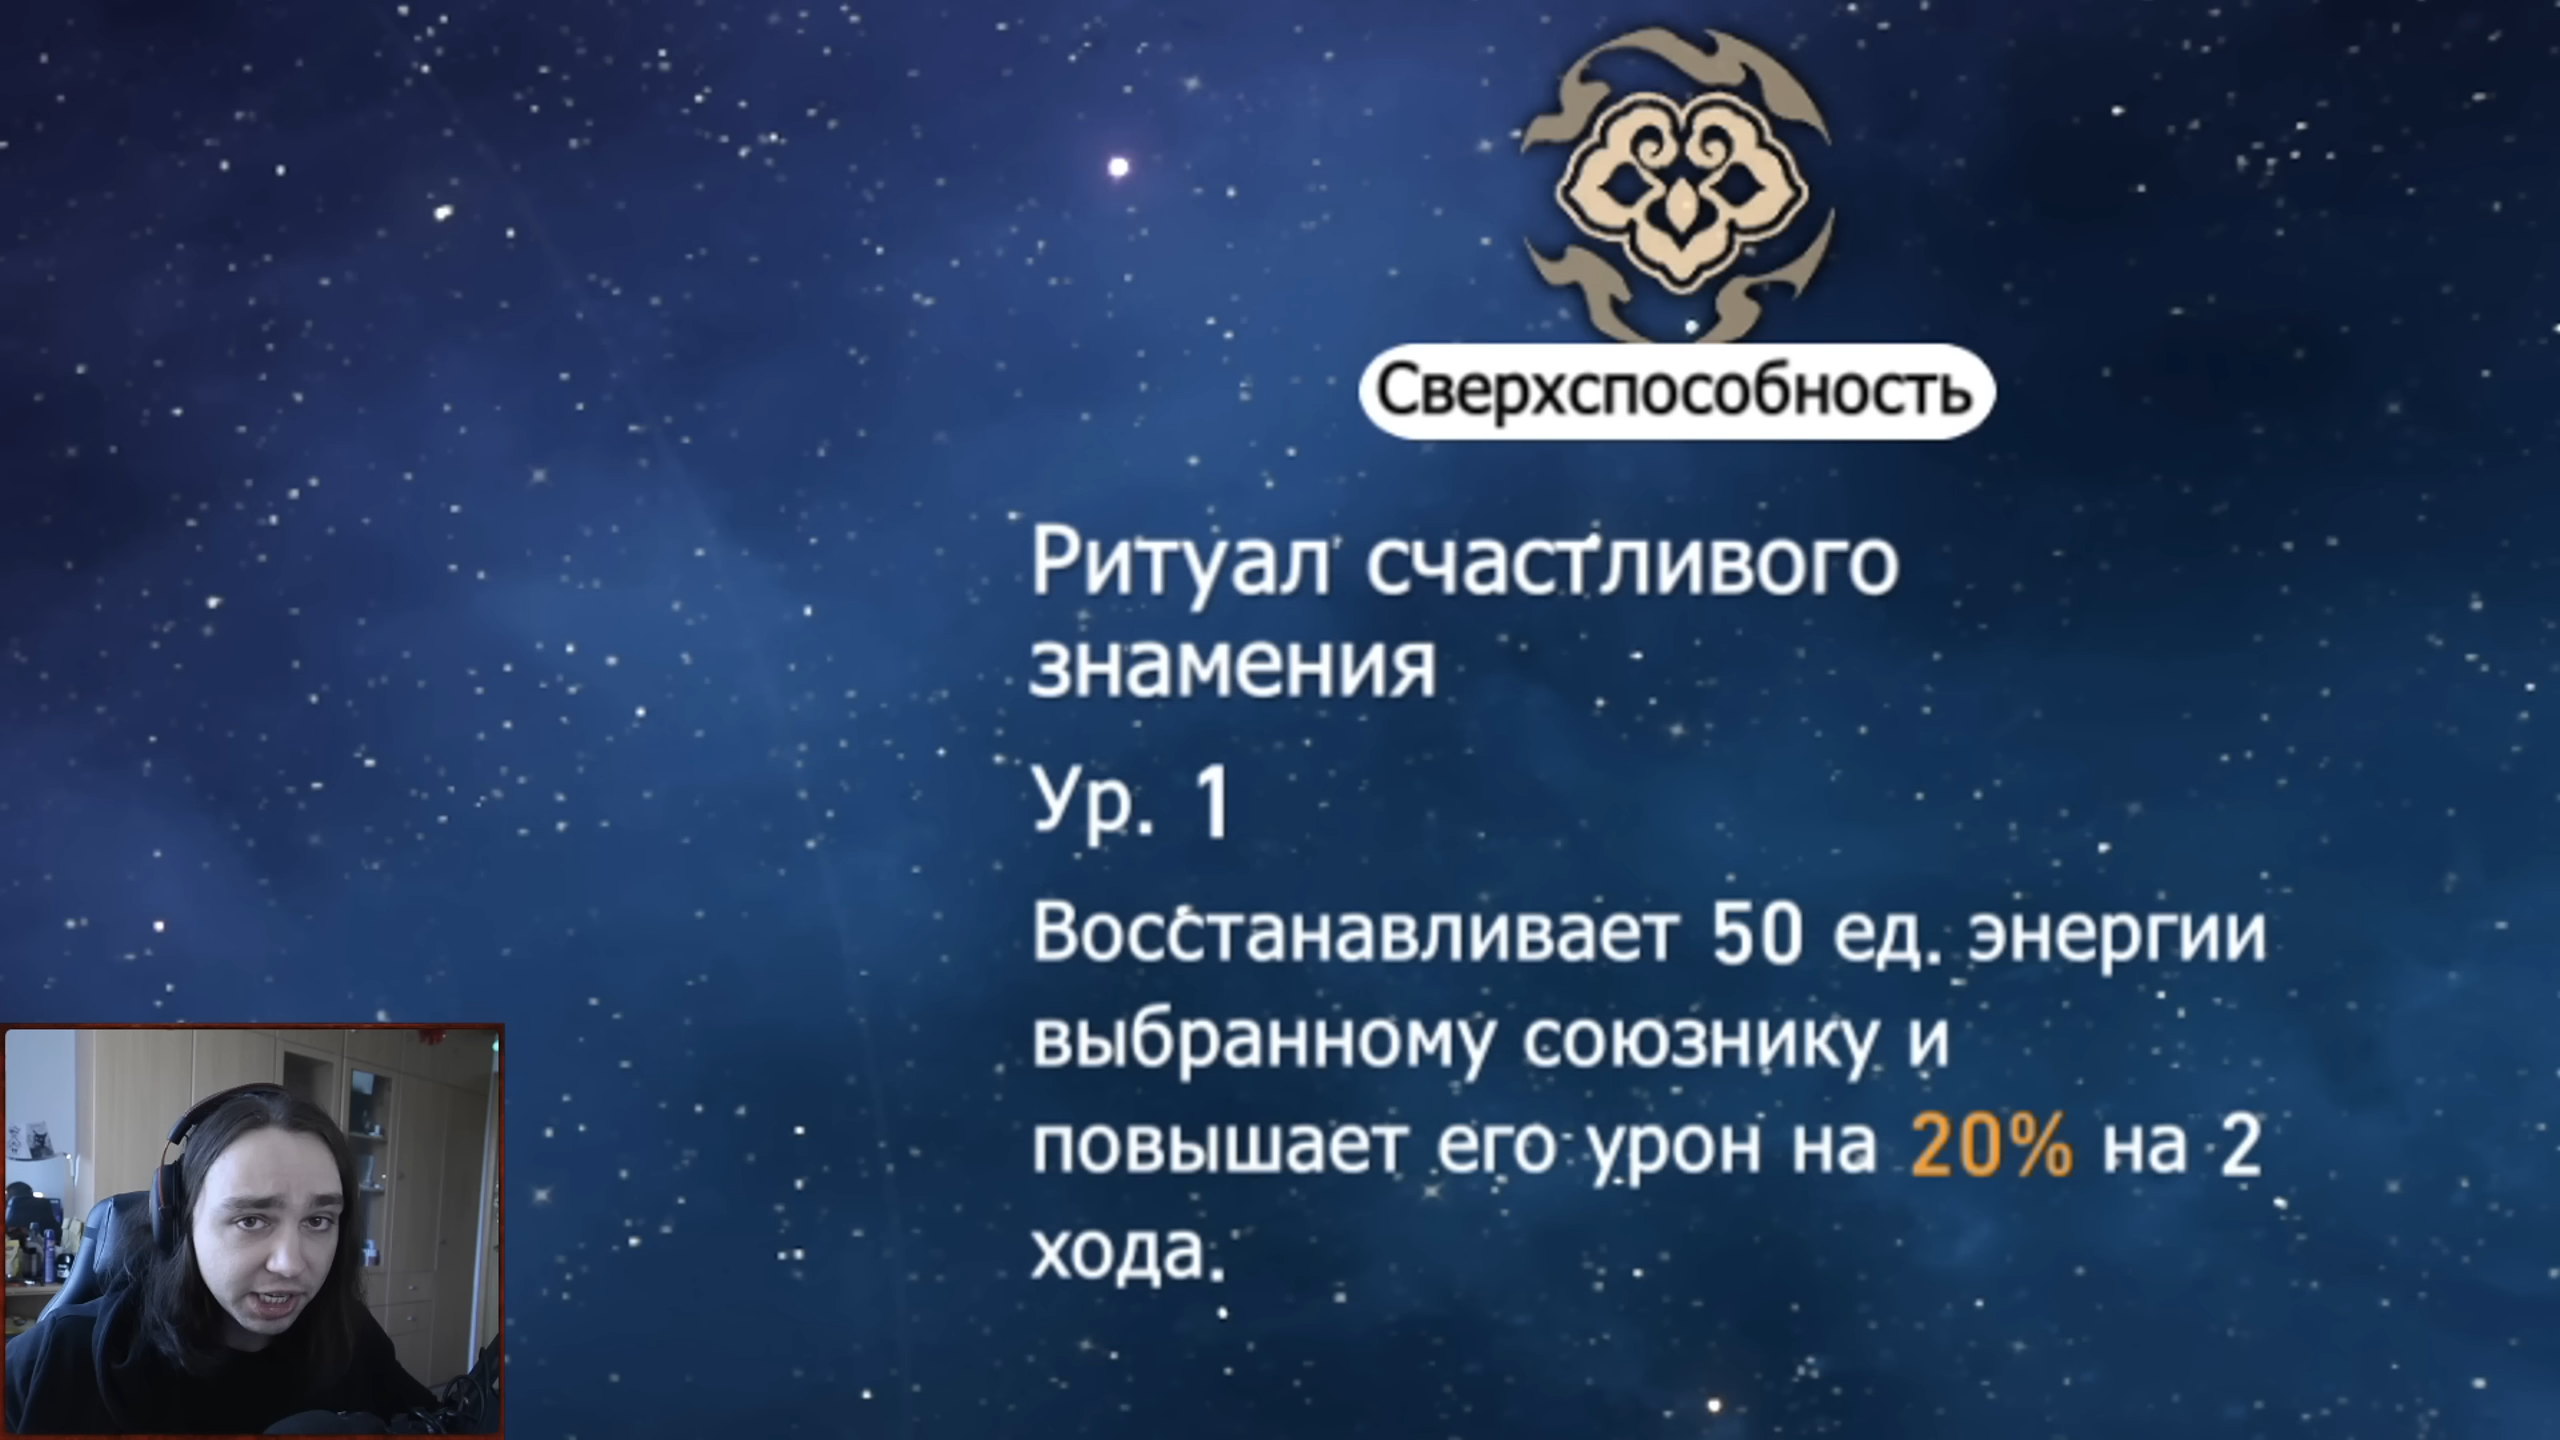 Сверхспособность
Ритуал счастливого
знамения
Ур. 1
Восстанавливает 50 ед. энергии
выбранному союзнику и
повышает его урон на 20% на 2
хода.